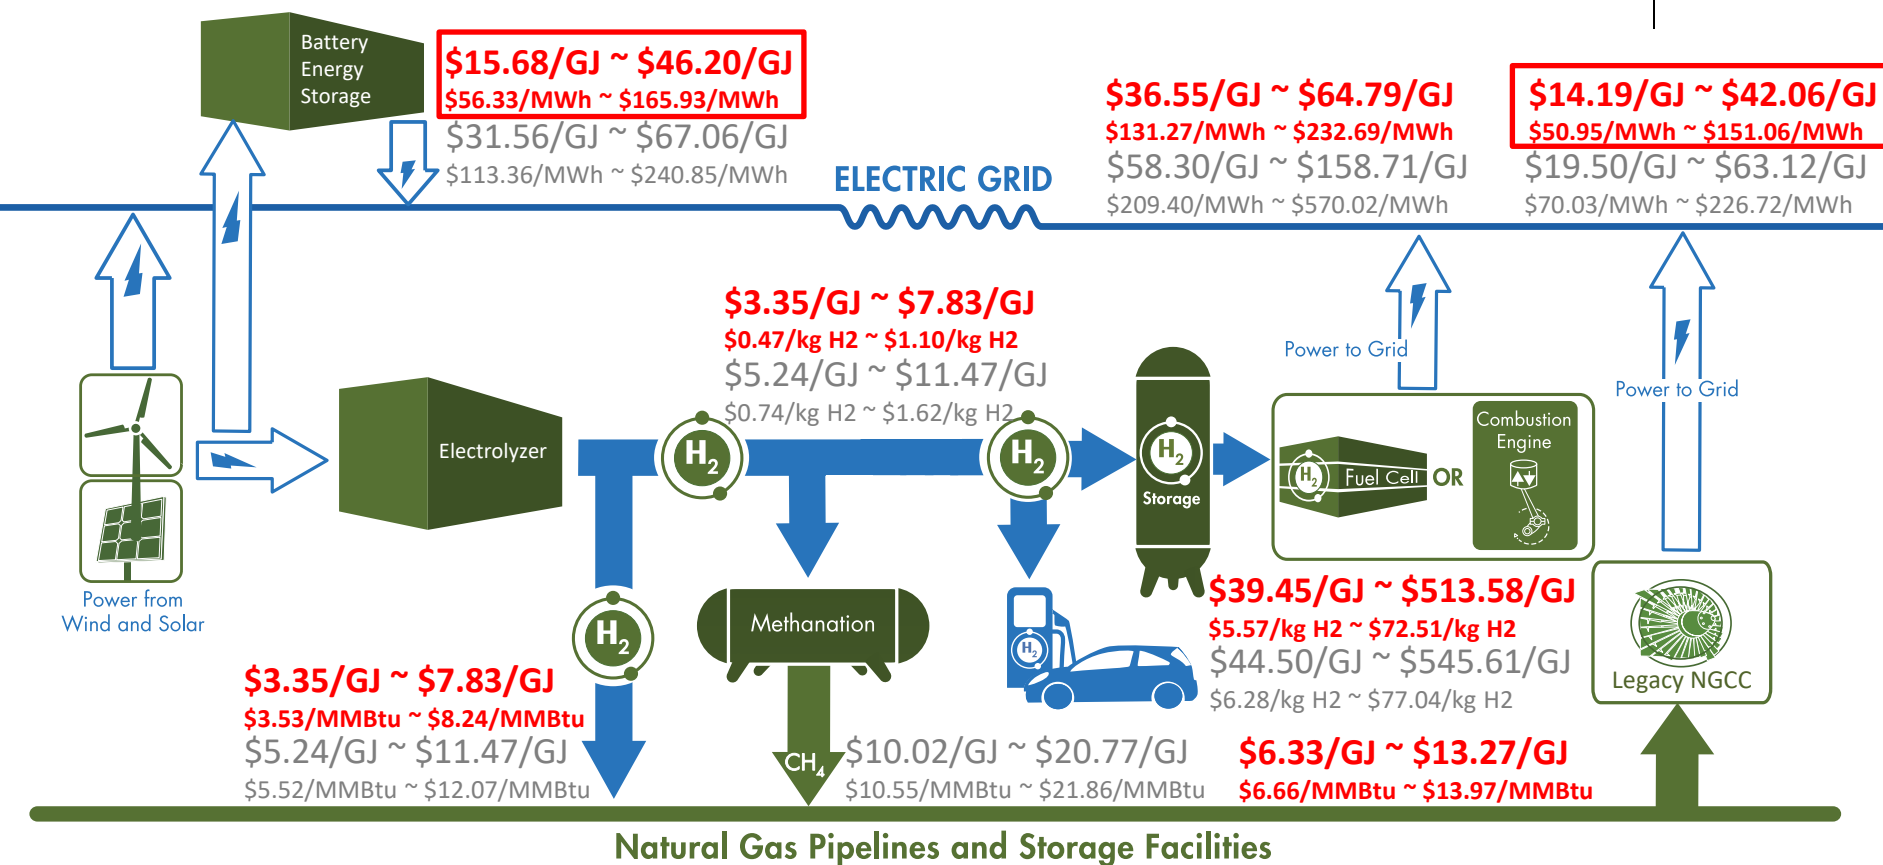 Battery
Energy
Storage
$15.68/GJ ~ $46.20/GJ
$56.33/MWh ~ $165.93/MWh
$31.56/GJ ~ $67.06/GJ
$113.36/MWh ~ $240.85/MWh
ELECTRIC GRID
$36.55/GJ ~ $64.79/GJ
$131.27/MWh ~ $232.69/MWh
$58.30/GJ ~ $158.71/GJ
$209.40/MWh ~ $570.02/MWh
$14.19/GJ ~ $42.06/GJ
$50.95/MWh ~ $151.06/MWh
$19.50/GJ ~ $63.12/GJ
$70.03/MWh ~ $226.72/MWh
$3.35/GJ ~ $7.83/GJ
$0.47/kg H2 ~ $1.10/kg H2
$5.24/GJ ~ $11.47/GJ
$0.74/kg H2 ~ $1.62/kg H2
Power to Grid
Power to Grid
Electrolyzer
H2
H2
H2
Storage
H2
Fuel Cell
OR
Combustion
Engine
Power from
Wind and Solar
H2
Methanation
H2
$39.45/GJ ~ $513.58/GJ
$5.57/kg H2 ~ $72.51/kg H2
$44.50/GJ ~ $545.61/GJ
$6.28/kg H2 ~ $77.04/kg H2
Legacy NGCC
$3.35/GJ ~ $7.83/GJ
$3.53/MMBtu ~ $8.24/MMBtu
$5.24/GJ ~ $11.47/GJ
$5.52/MMBtu ~ $12.07/MMBtu
CH4
$10.02/GJ ~ $20.77/GJ
$10.55/MMBtu ~ $21.86/MMBtu
$6.33/GJ ~ $13.27/GJ
$6.66/MMBtu ~ $13.97/MMBtu
Natural Gas Pipelines and Storage Facilities